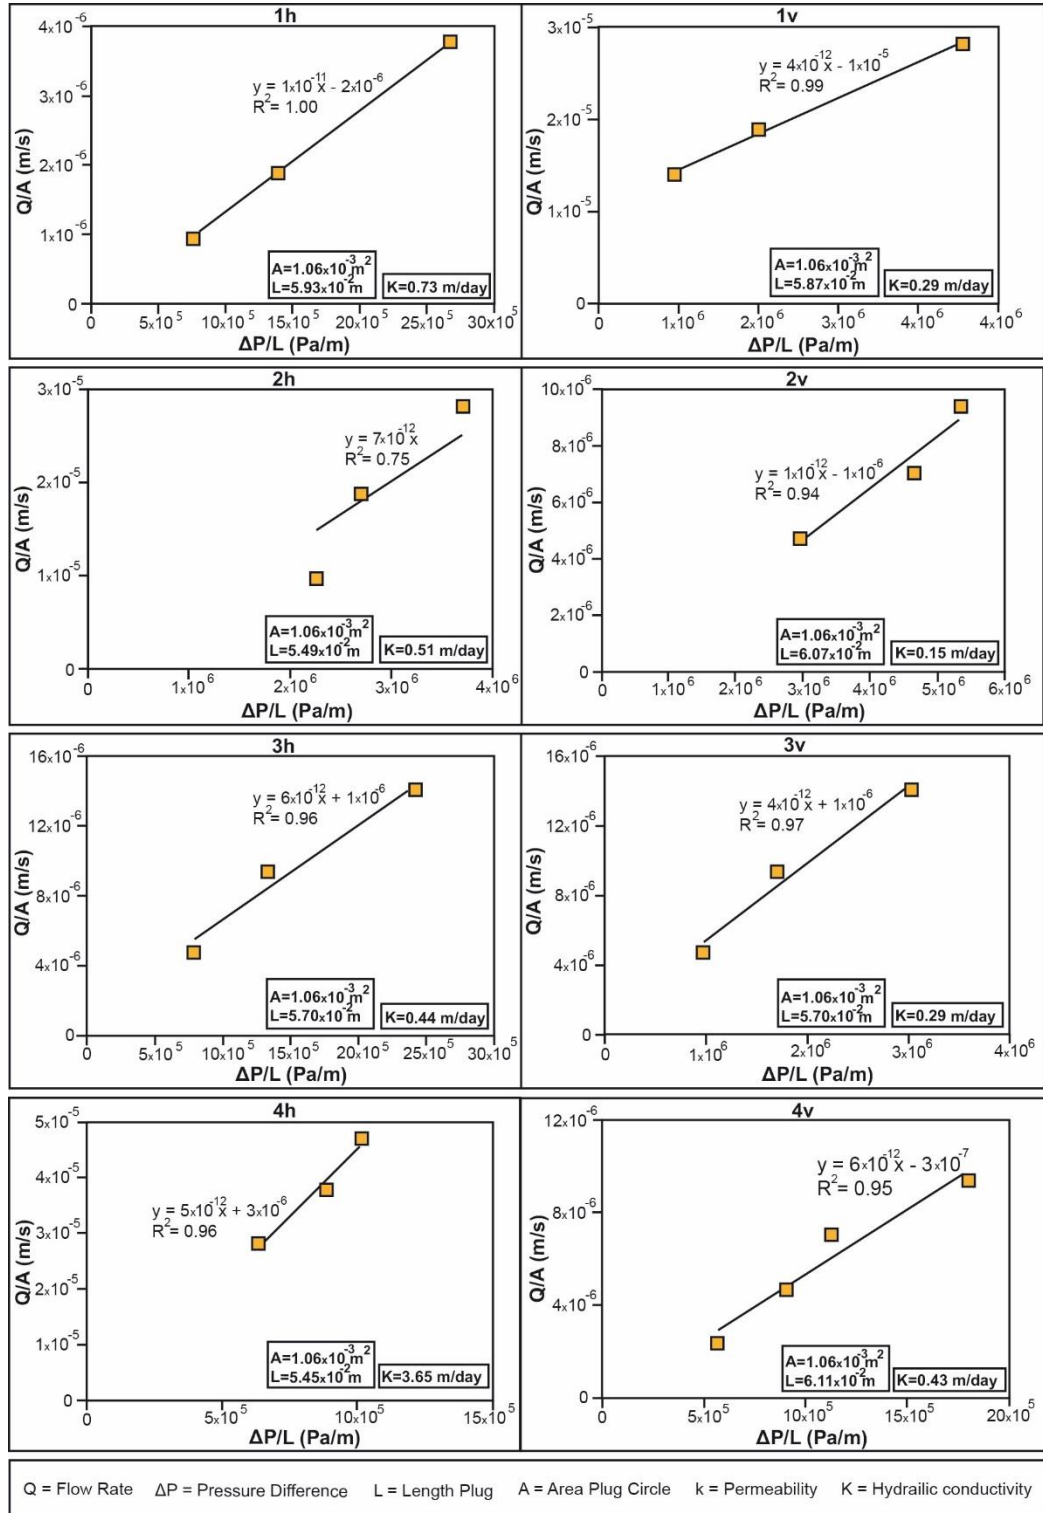 1h
4x10⁻⁶
3x10⁻⁶
2x10⁻⁶
1x10⁻⁶
0
Q/A (m/s)
y = 1x10⁻¹¹x - 2x10⁻⁶
R² = 1.00
A=1.06x10⁻³m²
L=5.93x10⁻²m
K=0.73 m/day
0 5x10⁵ 10x10⁵ 15x10⁵ 20x10⁵ 25x10⁵ 30x10⁵
ΔP/L (Pa/m)
1v
3x10⁻⁵
2x10⁻⁵
1x10⁻⁵
0
Q/A (m/s)
y = 4x10⁻¹²x - 1x10⁻⁵
R² = 0.99
A=1.06x10⁻³m²
L=5.87x10⁻²m
K=0.29 m/day
0 1x10⁶ 2x10⁶ 3x10⁶ 4x10⁶ 4x10⁶
ΔP/L (Pa/m)
2h
3x10⁻⁵
2x10⁻⁵
1x10⁻⁵
0
Q/A (m/s)
y = 7x10⁻¹²x
R² = 0.75
A=1.06x10⁻³m²
L=5.49x10⁻²m
K=0.51 m/day
0 1x10⁶ 2x10⁶ 3x10⁶ 4x10⁶
ΔP/L (Pa/m)
2v
10x10⁻⁶
8x10⁻⁶
6x10⁻⁶
4x10⁻⁶
2x10⁻⁶
0
Q/A (m/s)
y = 1x10⁻¹²x - 1x10⁻⁶
R² = 0.94
A=1.06x10⁻³m²
L=6.07x10⁻²m
K=0.15 m/day
0 1x10⁶ 2x10⁶ 3x10⁶ 4x10⁶ 5x10⁶ 6x10⁶
ΔP/L (Pa/m)
3h
16x10⁻⁶
12x10⁻⁶
8x10⁻⁶
4x10⁻⁶
0
Q/A (m/s)
y = 6x10⁻¹²x + 1x10⁻⁶
R² = 0.96
A=1.06x10⁻³m²
L=5.70x10⁻²m
K=0.44 m/day
0 5x10⁵ 10x10⁵ 15x10⁵ 20x10⁵ 25x10⁵ 30x10⁵
ΔP/L (Pa/m)
3v
16x10⁻⁶
12x10⁻⁶
8x10⁻⁶
4x10⁻⁶
0
Q/A (m/s)
y = 4x10⁻¹²x + 1x10⁻⁶
R² = 0.97
A=1.06x10⁻³m²
L=5.70x10⁻²m
K=0.29 m/day
1x10⁶ 2x10⁶ 3x10⁶ 4x10⁶
0
ΔP/L (Pa/m)
4h
5x10⁻⁵
4x10⁻⁵
3x10⁻⁵
2x10⁻⁵
1x10⁻⁵
0
Q/A (m/s)
y = 5x10⁻¹²x + 3x10⁻⁶
R² = 0.96
A=1.06x10⁻³m²
L=5.45x10⁻²m
K=3.65 m/day
0 5x10⁵ 10x10⁵ 15x10⁵
ΔP/L (Pa/m)
4v
12x10⁻⁶
8x10⁻⁶
4x10⁻⁶
0
Q/A (m/s)
y = 6x10⁻¹²x - 3x10⁻⁷
R² = 0.95
A=1.06x10⁻³m²
L=6.11x10⁻²m
K=0.43 m/day
0 5x10⁵ 10x10⁵ 15x10⁵ 20x10⁵
ΔP/L (Pa/m)
Q = Flow Rate ΔP = Pressure Difference L = Length Plug A = Area Plug Circle k = Permeability K = Hydrailic conductivity